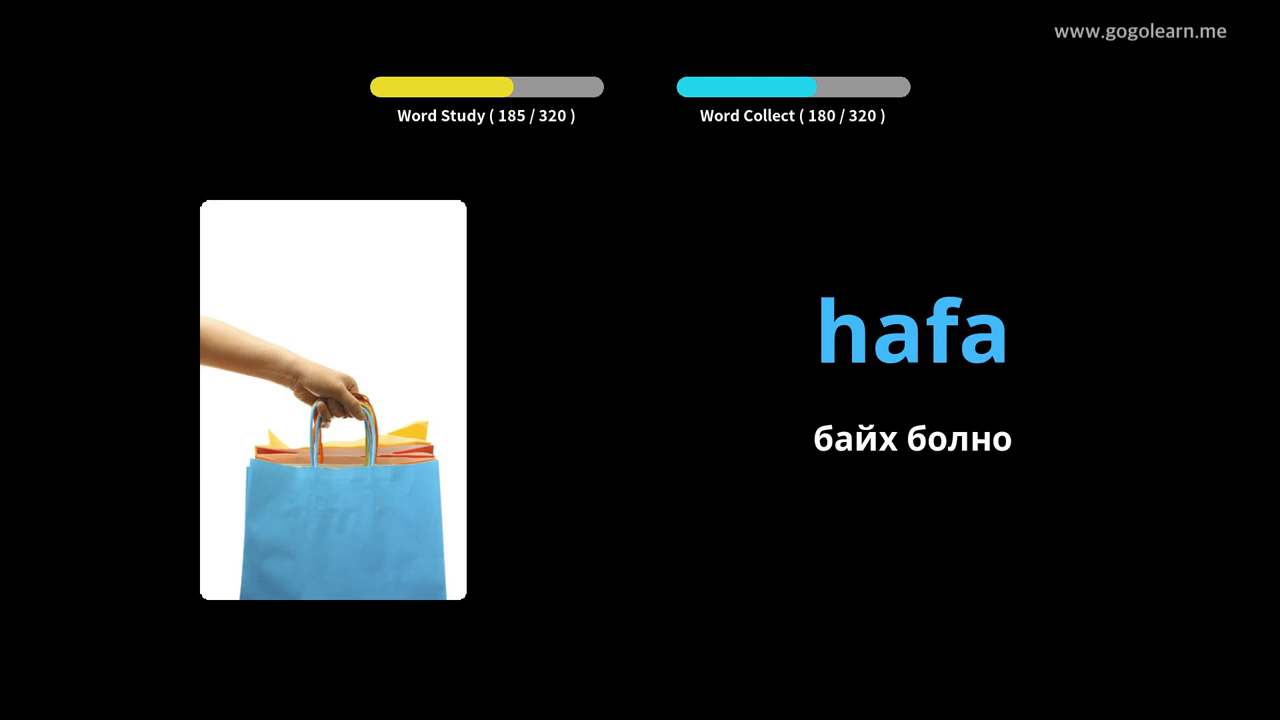 www.gogolearn.me
Word Study ( 185 / 320 )
Word Collect ( 180 / 320 )
hafa
байх болно